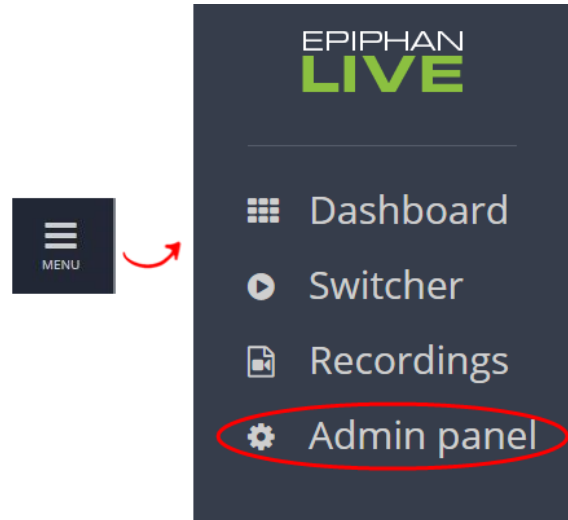 EPIPHAN
LIVE
MENU
Dashboard
Switcher
Recordings
Admin panel